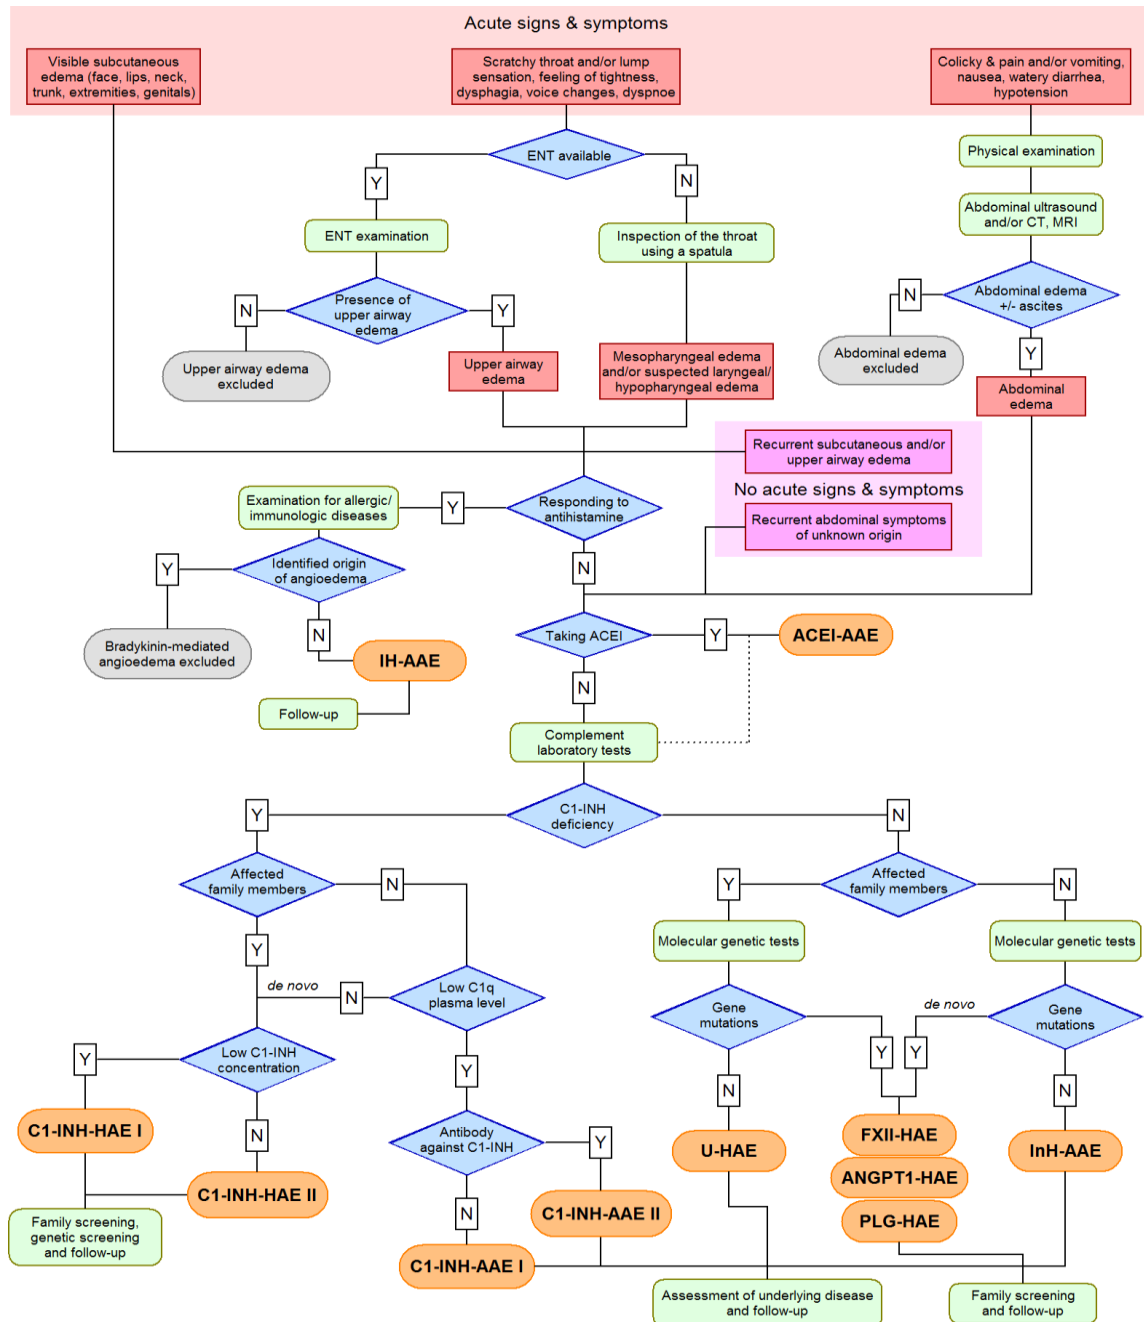 Acute signs & symptoms
Visible subcutaneous
edema (face, lips, neck,
trunk, extremities, genitals)
Scratchy throat and/or lump
sensation, feeling of tightness,
dysphagia, voice changes, dyspnoe
Colicky & pain and/or vomiting,
nausea, watery diarrhea,
hypotension
ENT available
Physical examination
Y
N
Abdominal ultrasound
and/or CT, MRI
ENT examination
Inspection of the throat
using a spatula
Presence of
upper airway
edema
N
Y
Abdominal edema
+/- ascites
N
Y
Upper airway edema
excluded
Upper airway
edema
Mesopharyngeal edema
and/or suspected laryngeal/
hypopharyngeal edema
Abdominal edema
excluded
Abdominal
edema
Recurrent subcutaneous and/or
upper airway edema
No acute signs & symptoms
Recurrent abdominal symptoms
of unknown origin
Examination for allergic/
immunologic diseases
Y
Responding to
antihistamine
N
Identified origin
of angioedema
Y
N
Bradykinin-mediated
angioedema excluded
IH-AAE
Follow-up
Taking ACEI
Y
ACEI-AAE
N
Complement
laboratory tests
C1-INH
deficiency
Y
N
Affected
family members
N
Y
Affected
family members
Y
N
Molecular genetic tests
Molecular genetic tests
de novo
N
Low C1q
plasma level
Y
Gene
mutations
Y
N
de novo
Y
Gene
mutations
N
Y
Low C1-INH
concentration
N
C1-INH-HAE I
C1-INH-HAE II
Antibody
against C1-INH
Y
N
C1-INH-AAE II
C1-INH-AAE I
U-HAE
FXII-HAE
ANGPT1-HAE
PLG-HAE
InH-AAE
Family screening,
genetic screening
and follow-up
Assessment of underlying disease
and follow-up
Family screening
and follow-up